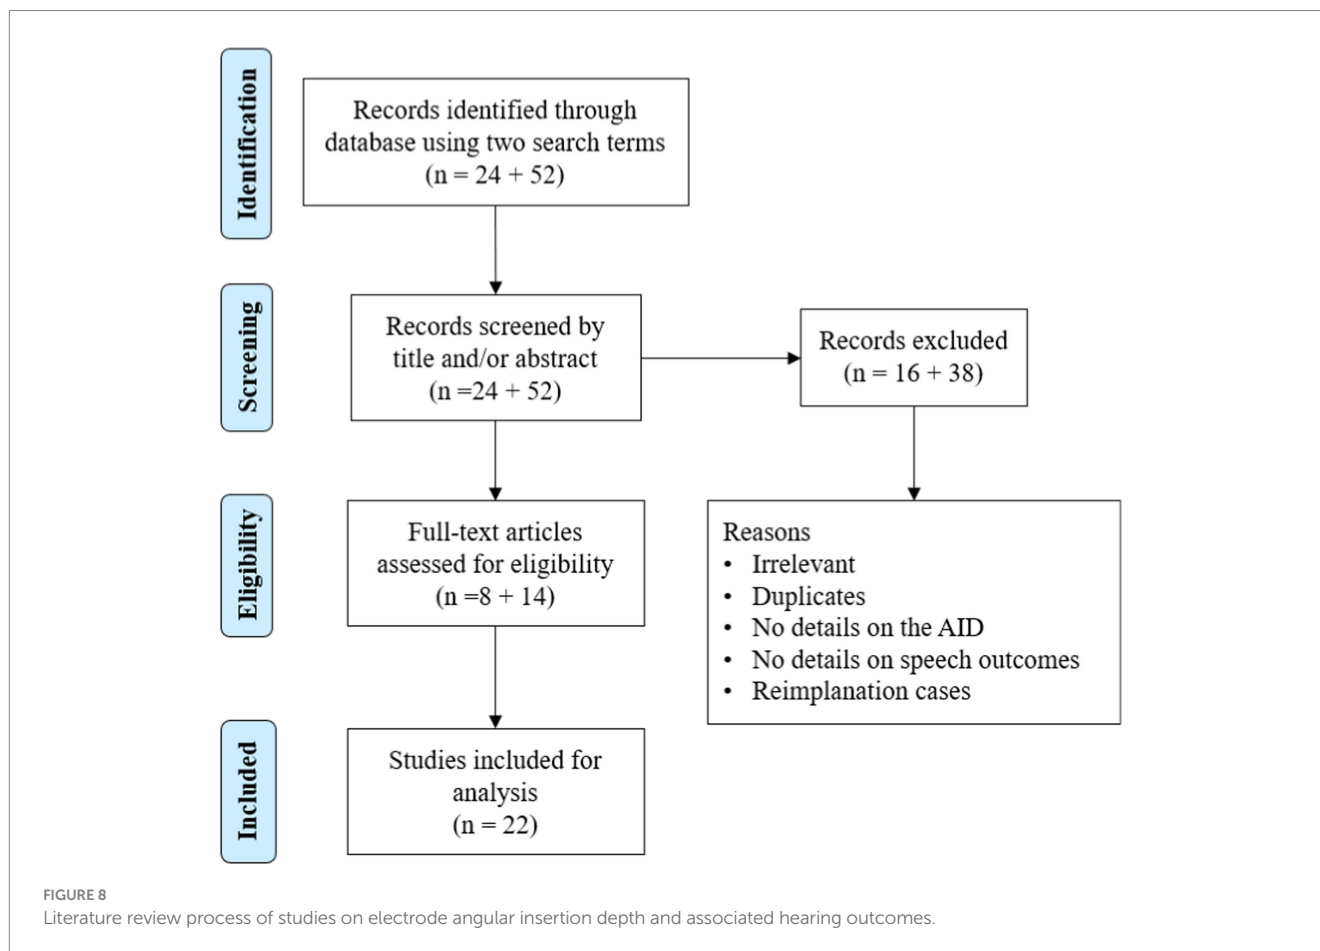 Identification
Records identified through
database using two search terms
(n = 24 + 52)
Screening
Records screened by
title and/or abstract
(n =24 + 52)
Records excluded
(n = 16 + 38)
Eligibility
Full-text articles
assessed for eligibility
(n =8 + 14)
Reasons
• Irrelevant
• Duplicates
• No details on the AID
• No details on speech outcomes
• Reimplanation cases
Included
Studies included for
analysis
(n = 22)
FIGURE 8
Literature review process of studies on electrode angular insertion depth and associated hearing outcomes.